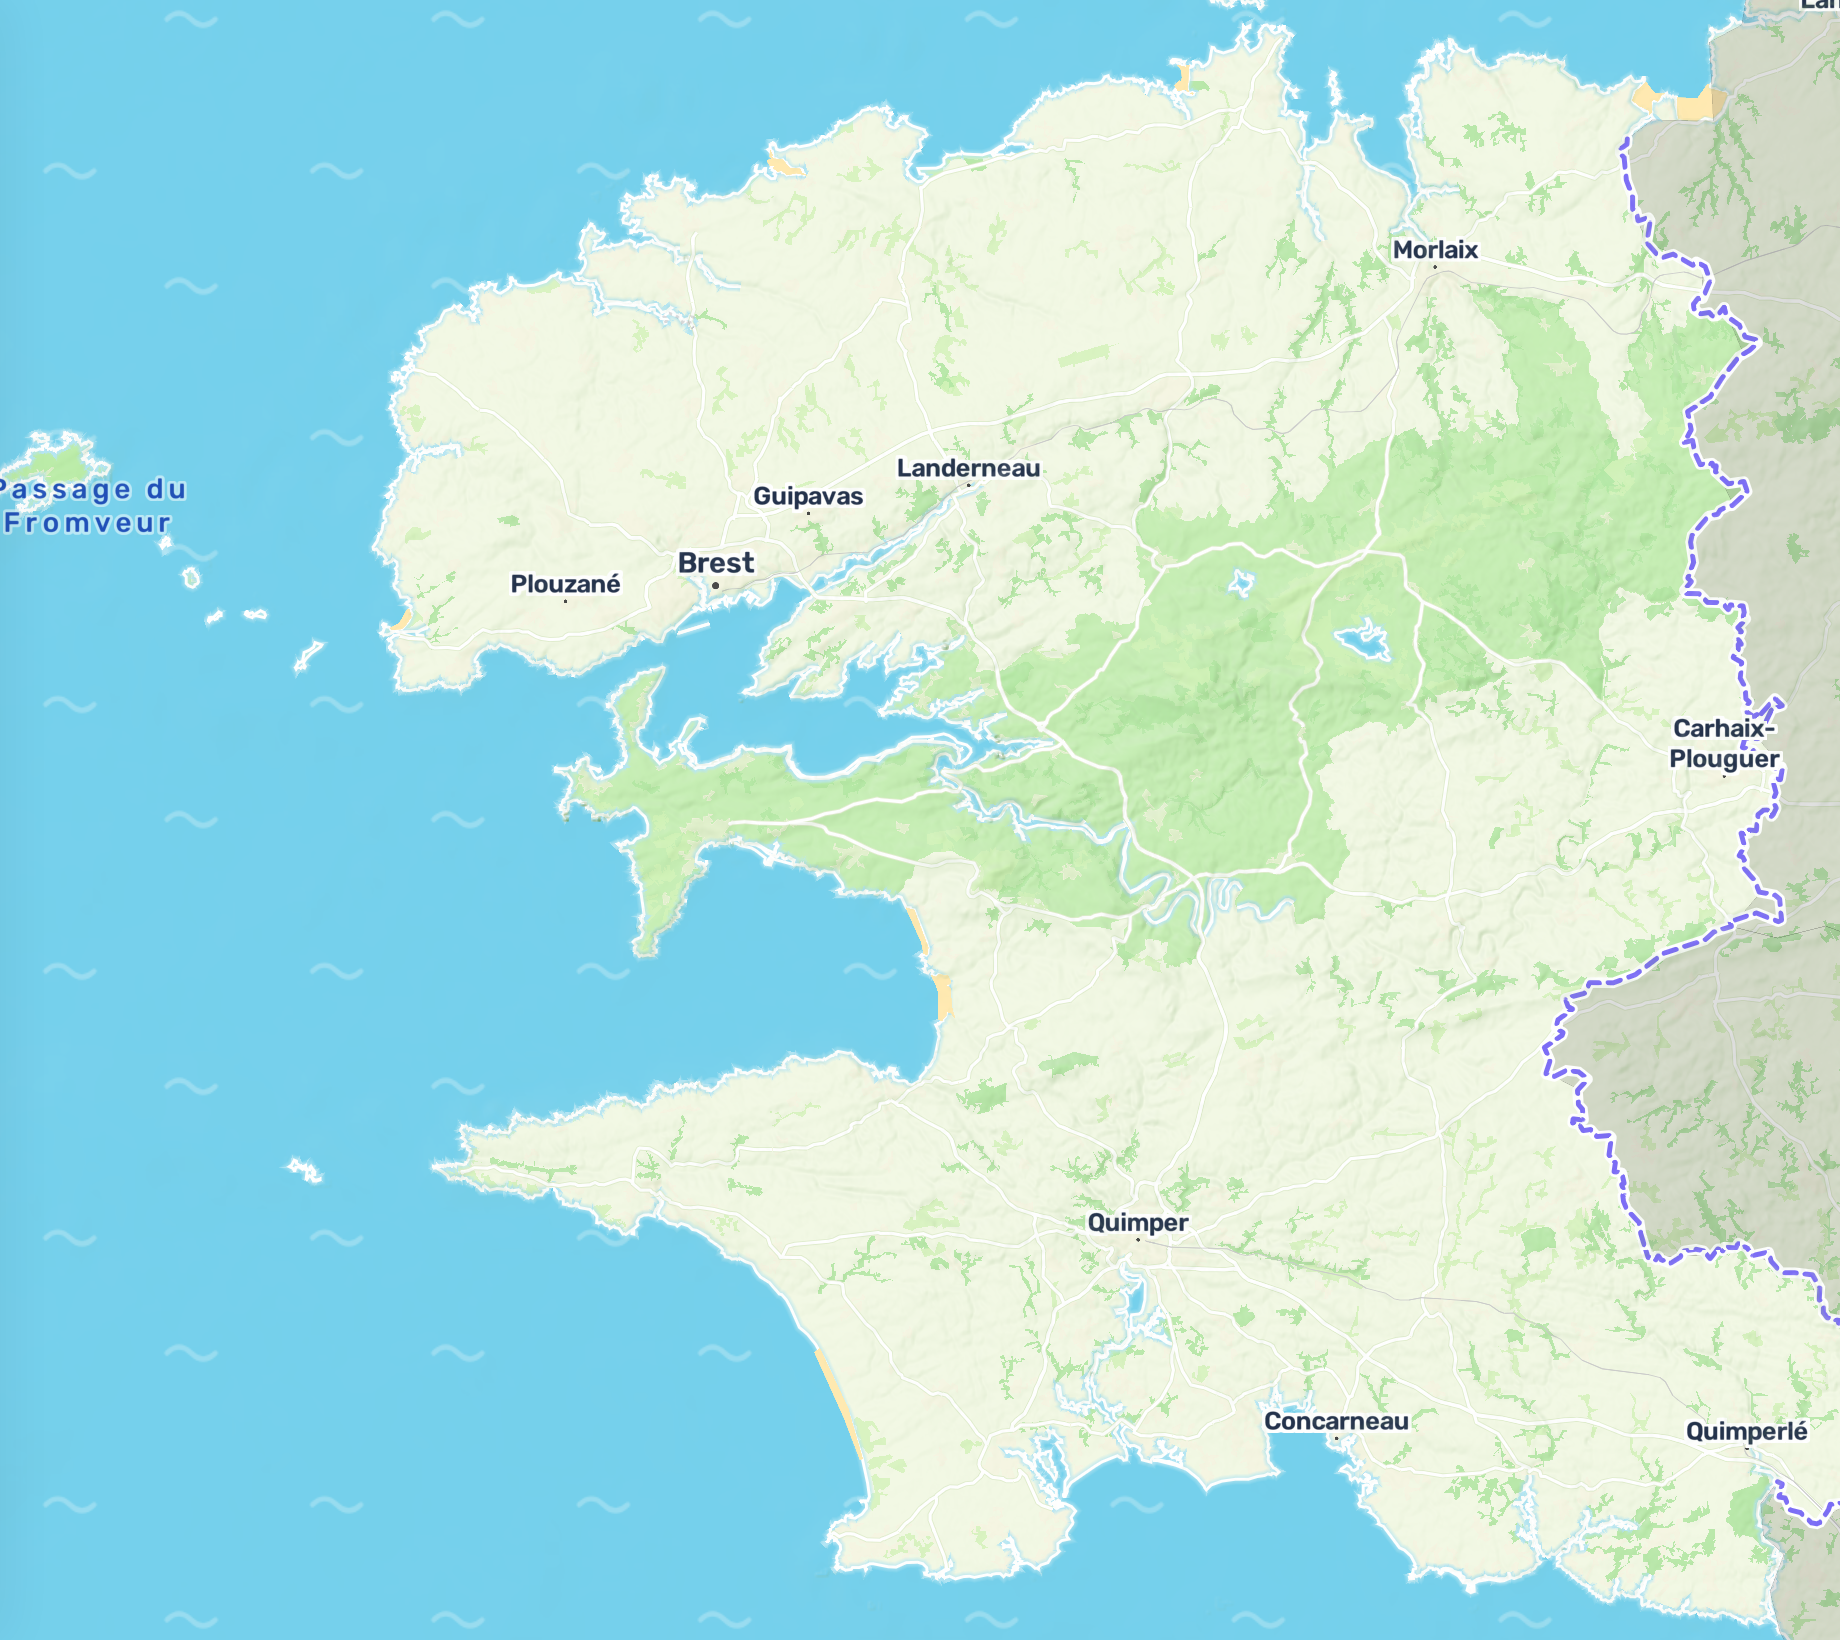 Morlaix
Landerneau
Passage du
Fromveur
Guipavas
Brest
Plouzané
Carhaix-
Plouguer
Quimper
Concarneau
Quimperlé